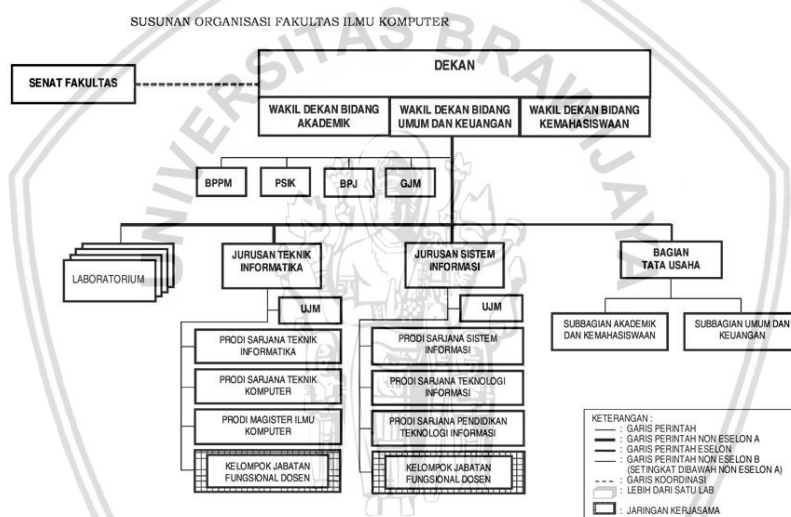 SUSUNAN ORGANISASI FAKULTAS ILMU KOMPUTER
UNIVERSITAS BRAWIJAYA
DEKAN
SENAT FAKULTAS
WAKIL DEKAN BIDANG
AKADEMIK
WAKIL DEKAN BIDANG
UMUM DAN KEUANGAN
WAKIL DEKAN BIDANG
KEMAHASISWAAN
BPPM
PSIK
BPJ
GJM
LABORATORIUM
JURUSAN TEKNIK
INFORMATIKA
JURUSAN SISTEM
INFORMASI
BAGIAN
TATA USAHA
UJM
UJM
SUBBAGIAN AKADEMIK
DAN KEMAHASISWAAN
SUBBAGIAN UMUM DAN
KEUANGAN
PRODI SARJANA TEKNIK
INFORMATIKA
PRODI SARJANA TEKNIK
KOMPUTER
PRODI MAGISTER ILMU
KOMPUTER
KELOMPOK JABATAN
FUNGSIONAL DOSEN
PRODI SARJANA SISTEM
INFORMASI
PRODI SARJANA TEKNOLOGI
INFORMASI
PRODI SARJANA PENDIDIKAN
TEKNOLOGI INFORMASI
KELOMPOK JABATAN
FUNGSIONAL DOSEN
KETERANGAN :
: GARIS PERINTAH
: GARIS PERINTAH NON ESELON A
: GARIS PERINTAH ESELON
: GARIS PERINTAH NON ESELON B
(SETINGKAT DIBAWAH NON ESELON A)
: GARIS KOORDINASI
: LEBIH DARI SATU LAB
: JARINGAN KERJASAMA